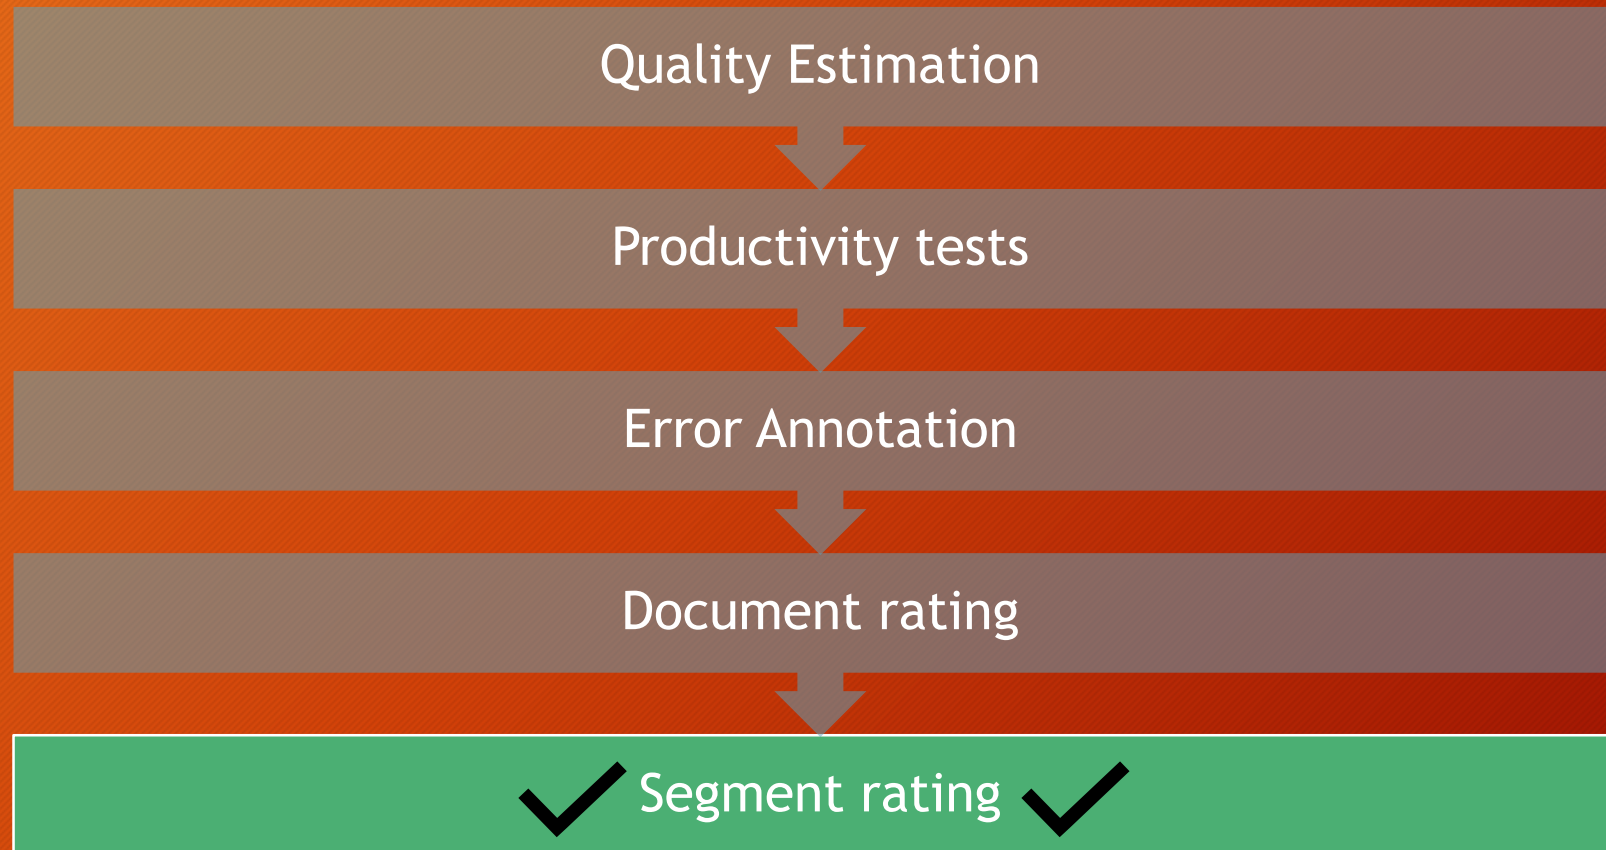 Quality Estimation
Productivity tests
Error Annotation
Document rating
Segment rating